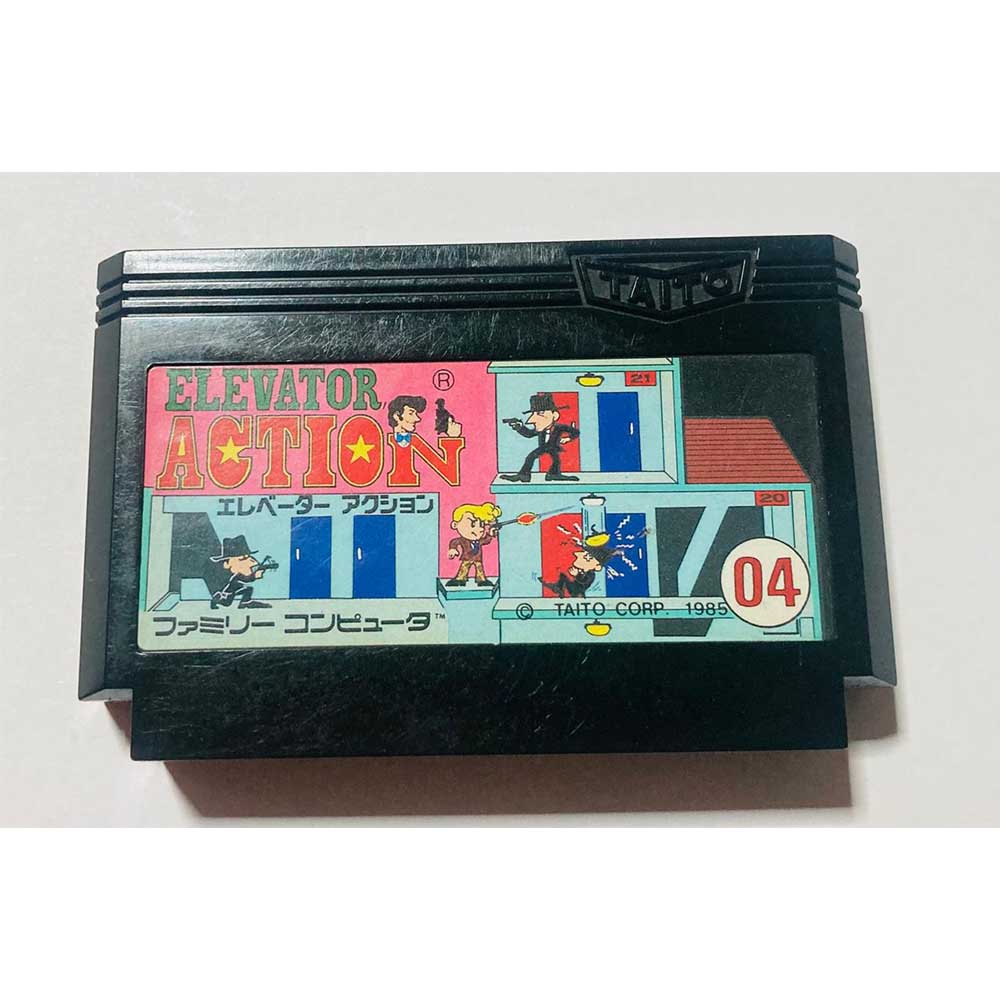 TAITO
ELEVATOR ®
ACTION
エレベーター アクション
21
20
04
© TAITO CORP. 1985
ファミリー コンピュータ™